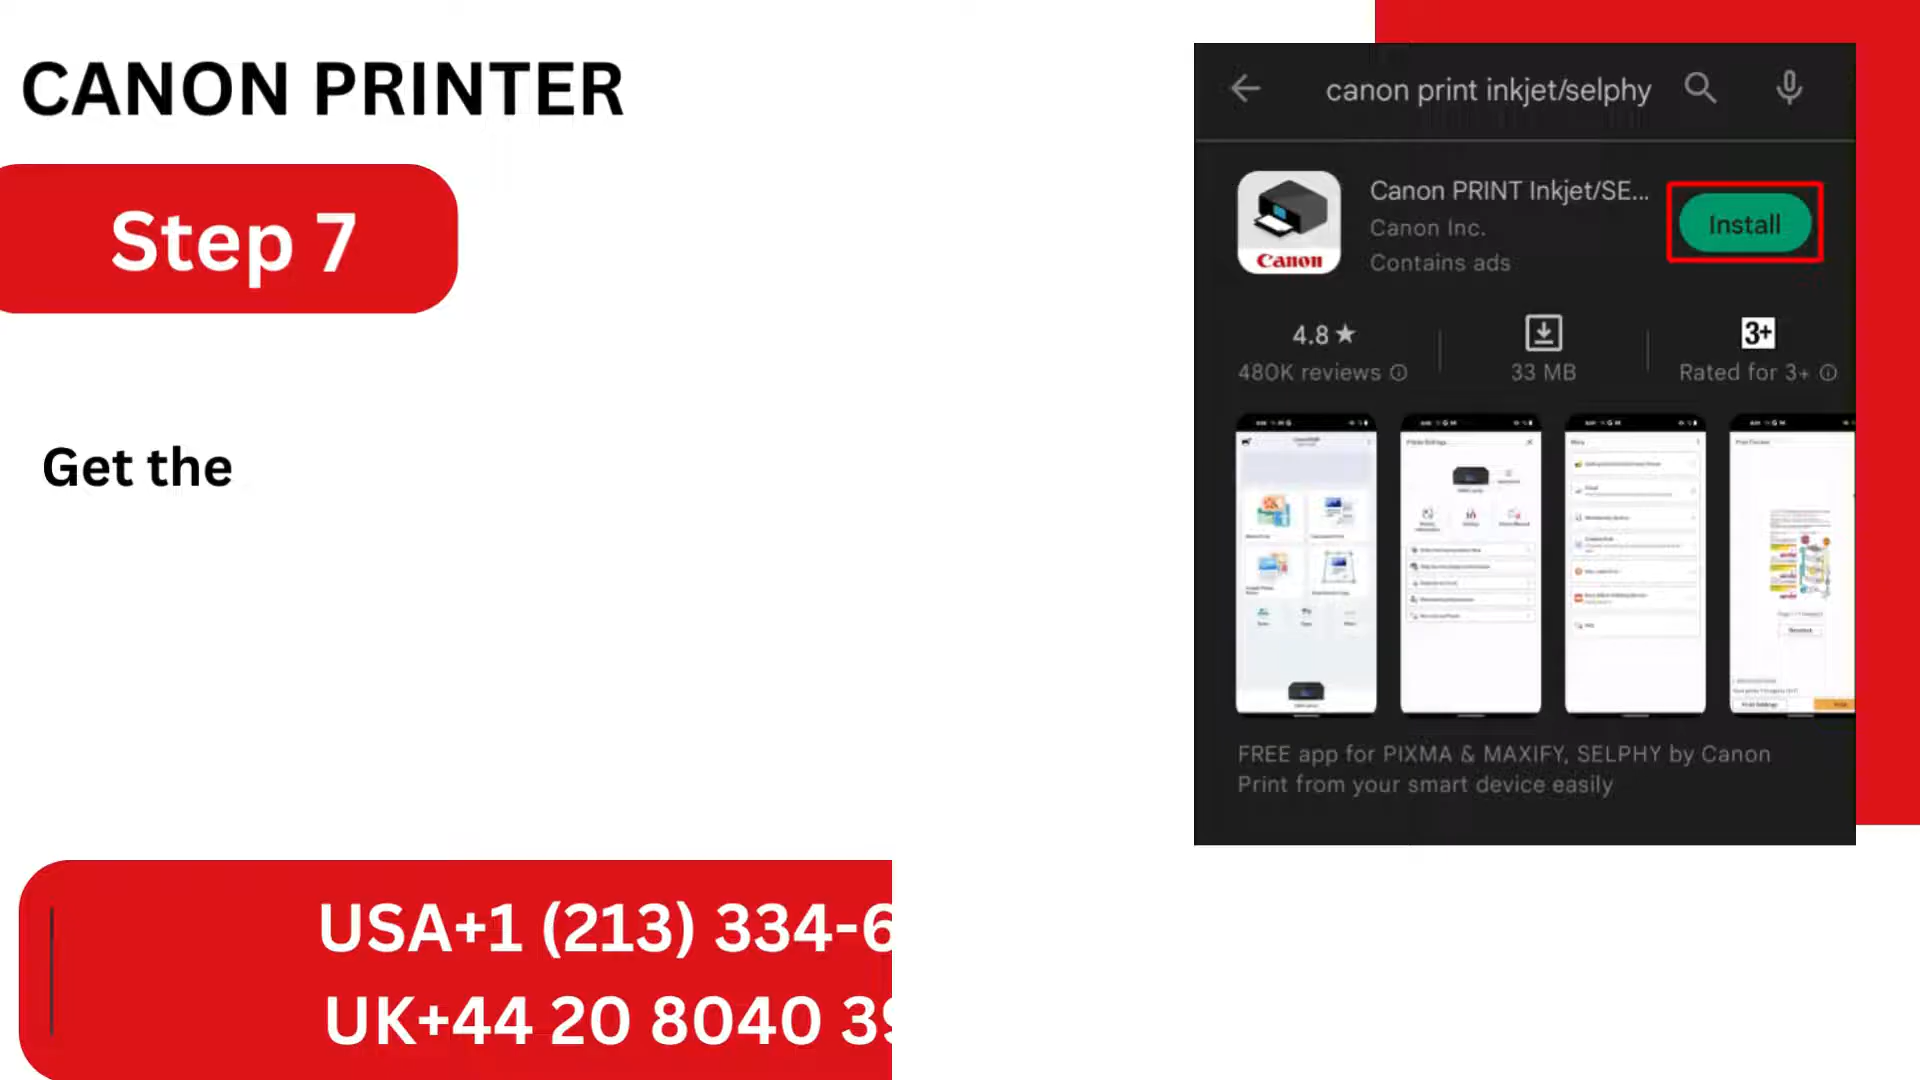 CANON PRINTER
Step 7
Get the
USA+1 (213) 334-6
UK+44 20 8040 39
canon print inkjet/selphy
Canon PRINT Inkjet/SE...
Canon Inc.
Contains ads
Install
Canon
4.8★
480K reviews
33 MB
3+
Rated for 3+
FREE app for PIXMA & MAXIFY, SELPHY by Canon
Print from your smart device easily